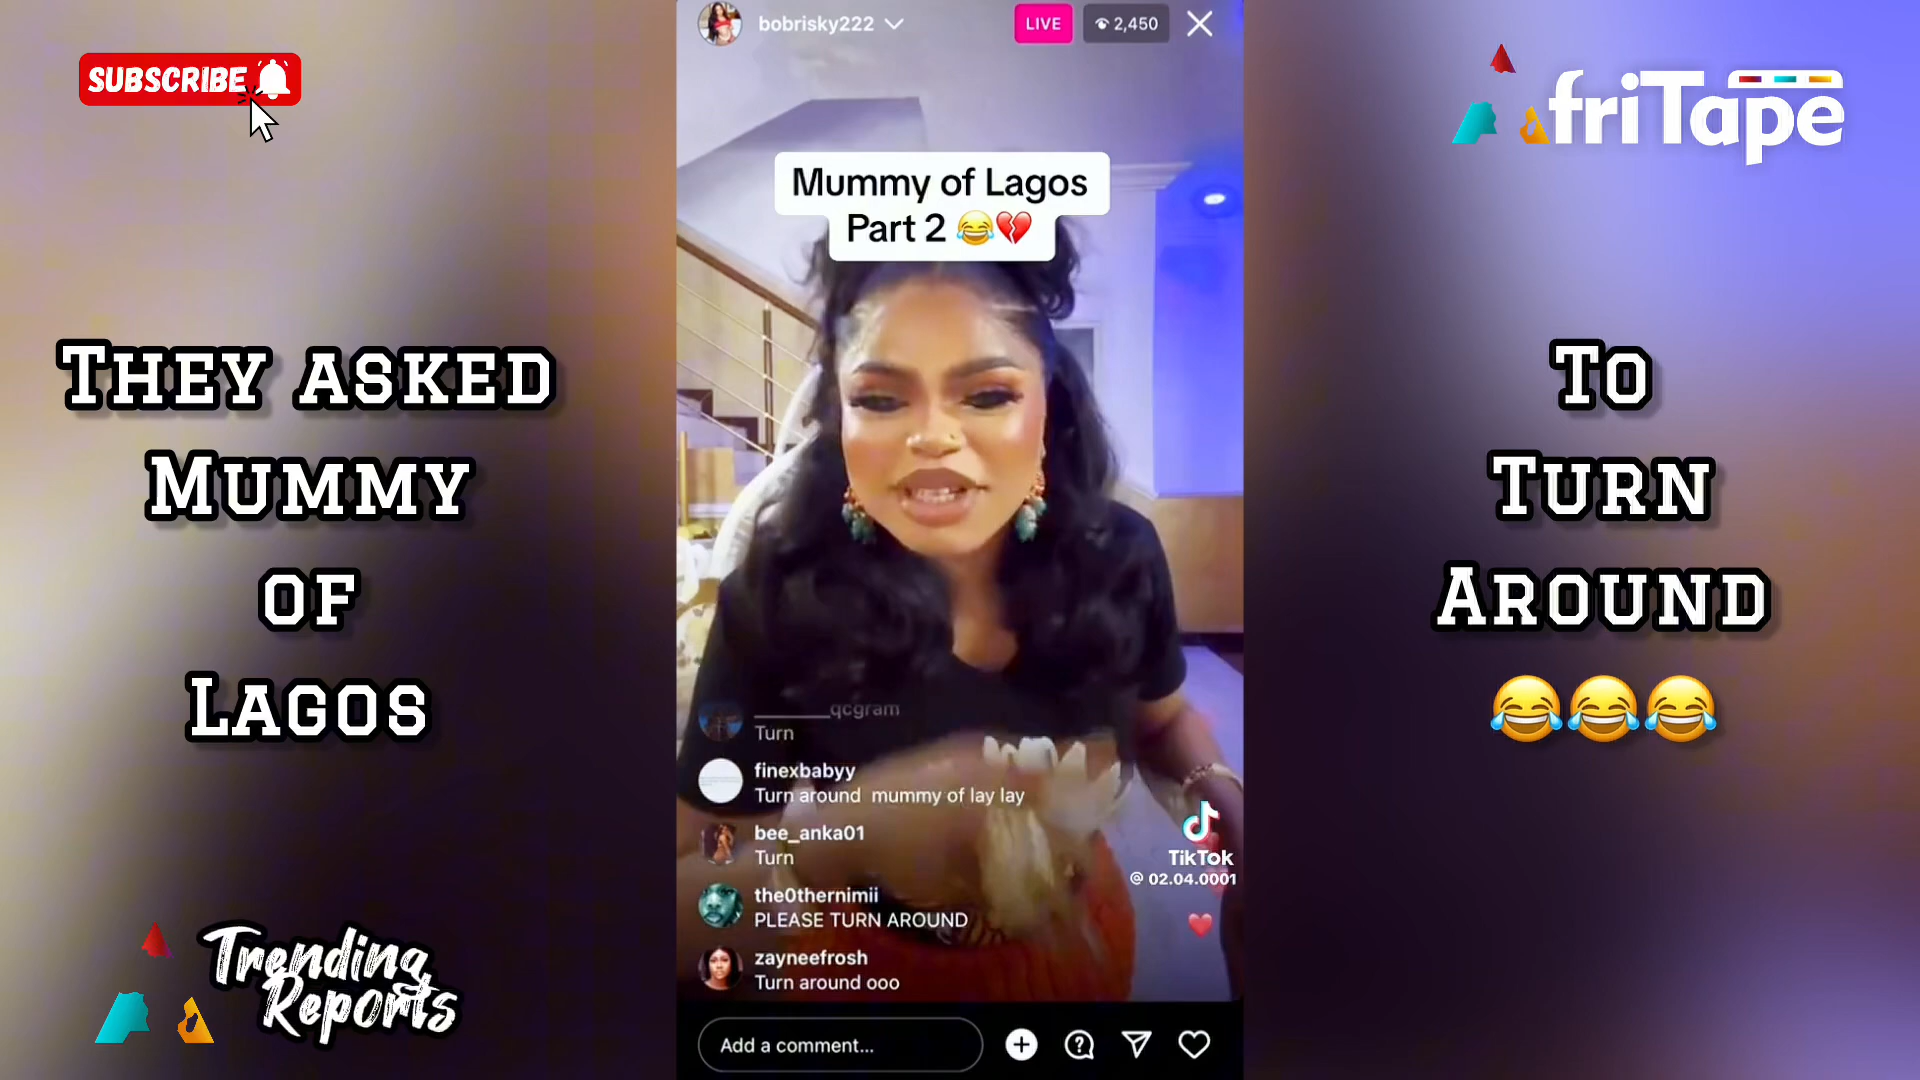 SUBSCRIBE
bobrisky222
LIVE
2,450
friTape
Mummy of Lagos
Part 2 😂💔
They asked
Mummy
of
Lagos
To
Turn
Around
😂😂😂
_______qcgram
Turn
finexbabyy
Turn around mummy of lay lay
bee_anka01
Turn
the0thernimii
PLEASE TURN AROUND
zayneefrosh
Turn around ooo
TikTok
@ 02.04.0001
Trending
Reports
Add a comment...